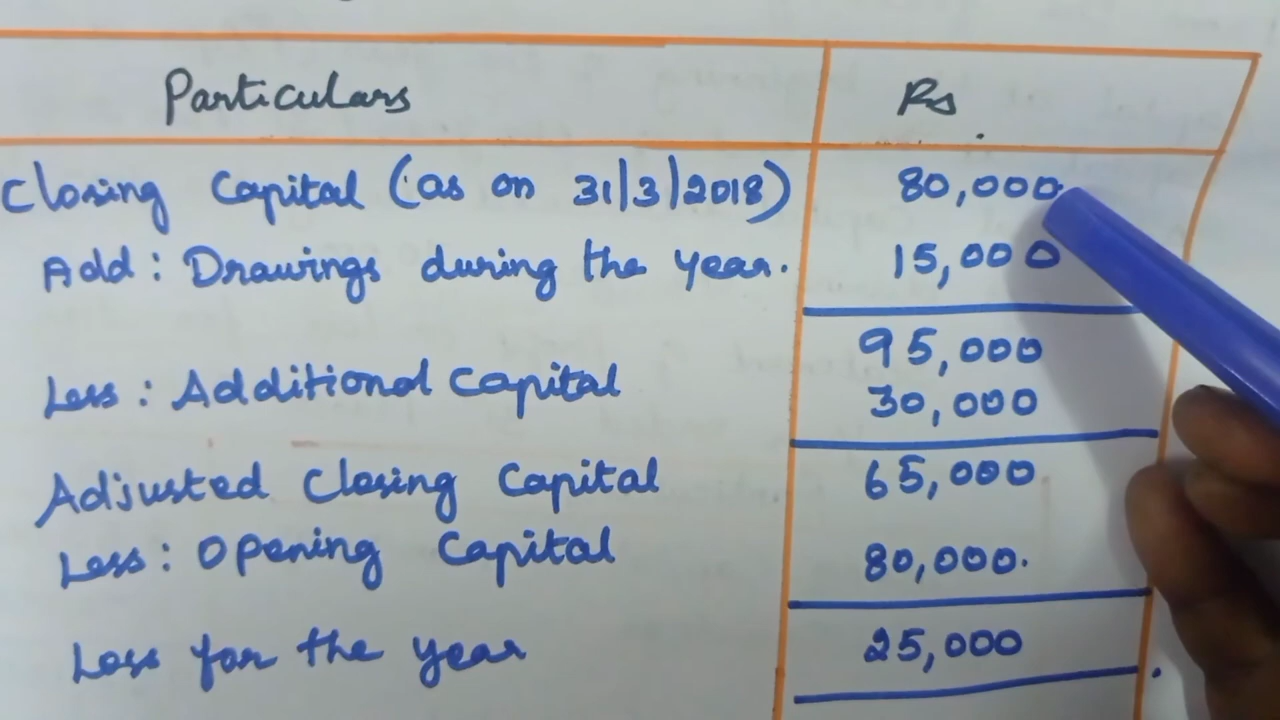 Particulars Rs
Closing Capital (as on 31/3/2018) 80,000
Add : Drawings during the year. 15,000
95,000
Less : Additional Capital 30,000
Adjusted Closing Capital 65,000
Less : Opening Capital 80,000.
Loss for the year 25,000